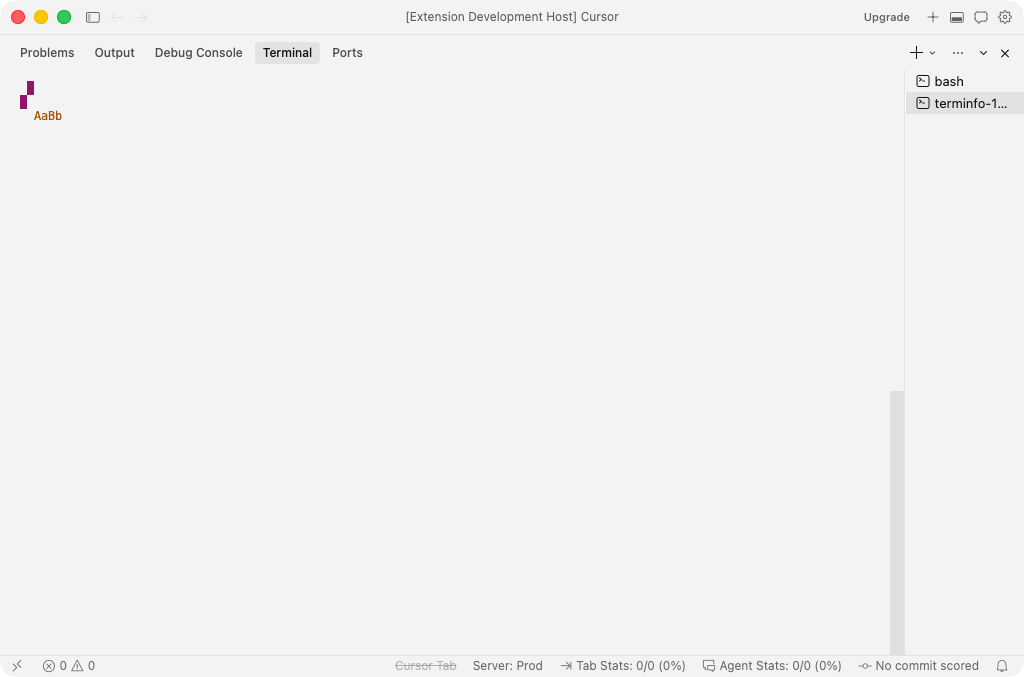 [Extension Development Host] Cursor
Upgrade
Problems Output Debug Console Terminal Ports
bash
terminfo-1...
AaBb
0 0 Cursor Tab Server: Prod Tab Stats: 0/0 (0%) Agent Stats: 0/0 (0%) No commit scored